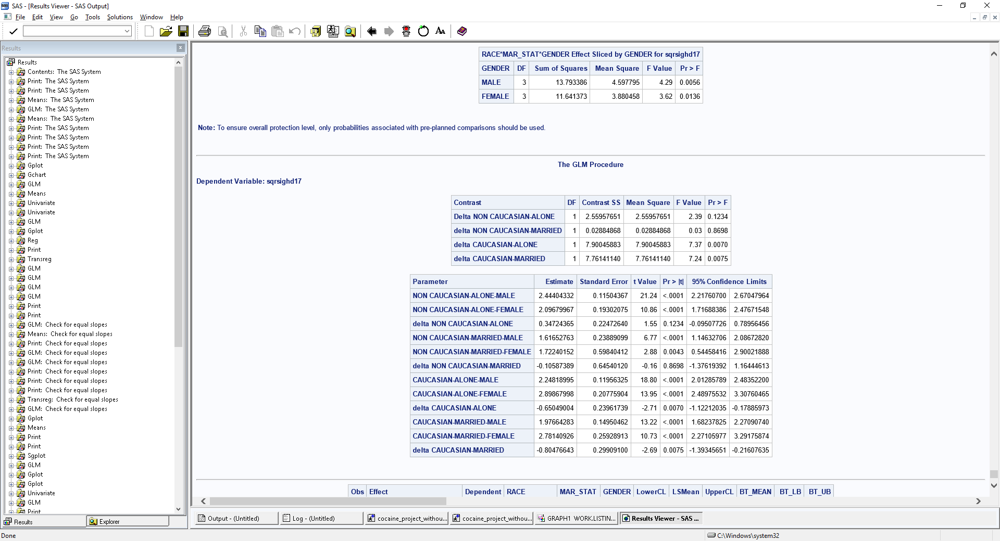 SAS - [Results Viewer - SAS Output]
File Edit View Go Tools Solutions Window Help
Results
Results
Contents: The SAS System
Print: The SAS System
Print: The SAS System
Means: The SAS System
GLM: The SAS System
Means: The SAS System
Print: The SAS System
Print: The SAS System
Print: The SAS System
Print: The SAS System
Gplot
Gchart
GLM
Means
Univariate
Univariate
GLM
Gplot
Reg
Print
Transreg
GLM
GLM
GLM
GLM
Print
Print
GLM: Check for equal slopes
Means: Check for equal slopes
Print: Check for equal slopes
GLM: Check for equal slopes
GLM: Check for equal slopes
Print: Check for equal slopes
Print: Check for equal slopes
Print: Check for equal slopes
Transreg: Check for equal slopes
GLM: Check for equal slopes
Gplot
Means
Print
Print
Sgplot
GLM
Gplot
Gplot
Univariate
GLM
Print
Results Explorer
RACE*MAR_STAT*GENDER Effect Sliced by GENDER for sqrsighd17
GENDER DF Sum of Squares Mean Square F Value Pr > F
MALE 3 13.793386 4.597795 4.29 0.0056
FEMALE 3 11.641373 3.880458 3.62 0.0136
Note: To ensure overall protection level, only probabilities associated with pre-planned comparisons should be used.
The GLM Procedure
Dependent Variable: sqrsighd17
Contrast DF Contrast SS Mean Square F Value Pr > F
Delta NON CAUCASIAN-ALONE 1 2.55957651 2.55957651 2.39 0.1234
delta NON CAUCASIAN-MARRIED 1 0.02884868 0.02884868 0.03 0.8698
delta CAUCASIAN-ALONE 1 7.90045883 7.90045883 7.37 0.0070
delta CAUCASIAN-MARRIED 1 7.76141140 7.76141140 7.24 0.0075
Parameter Estimate Standard Error t Value Pr > |t| 95% Confidence Limits
NON CAUCASIAN-ALONE-MALE 2.44404332 0.11504367 21.24 <.0001 2.21760700 2.67047964
NON CAUCASIAN-ALONE-FEMALE 2.09679967 0.19302075 10.86 <.0001 1.71688386 2.47671548
delta NON CAUCASIAN-ALONE 0.34724365 0.22472640 1.55 0.1234 -0.09507726 0.78956456
NON CAUCASIAN-MARRIED-MALE 1.61652763 0.23889099 6.77 <.0001 1.14632706 2.08672820
NON CAUCASIAN-MARRIED-FEMALE 1.72240152 0.59840412 2.88 0.0043 0.54458416 2.90021888
delta NON CAUCASIAN-MARRIED -0.10587389 0.64540120 -0.16 0.8698 -1.37619392 1.16444613
CAUCASIAN-ALONE-MALE 2.24818995 0.11956325 18.80 <.0001 2.01285789 2.48352200
CAUCASIAN-ALONE-FEMALE 2.89867998 0.20775904 13.95 <.0001 2.48975532 3.30760465
delta CAUCASIAN-ALONE -0.65049004 0.23961739 -2.71 0.0070 -1.12212035 -0.17885973
CAUCASIAN-MARRIED-MALE 1.97664283 0.14950462 13.22 <.0001 1.68237825 2.27090740
CAUCASIAN-MARRIED-FEMALE 2.78140926 0.25928913 10.73 <.0001 2.27105977 3.29175874
delta CAUCASIAN-MARRIED -0.80476643 0.29909100 -2.69 0.0075 -1.39345651 -0.21607635
Obs Effect Dependent RACE MAR_STAT GENDER LowerCL LSMean UpperCL BT_MEAN BT_LB BT_UB
Output - (Untitled) Log - (Untitled) cocaine_project_withou... cocaine_project_withou... GRAPH1 WORK.LISTIN... Results Viewer - SAS ...
Done C:\Windows\system32